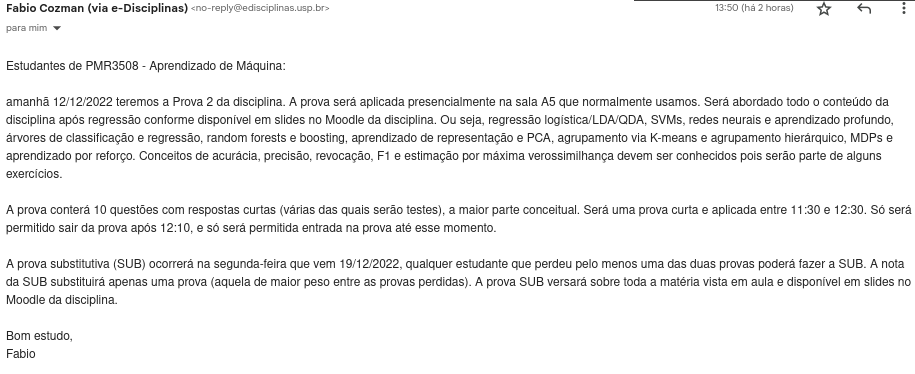 Fabio Cozman (via e-Disciplinas) <no-reply@edisciplinas.usp.br>
13:50 (há 2 horas)
para mim
Estudantes de PMR3508 - Aprendizado de Máquina:
amanhã 12/12/2022 teremos a Prova 2 da disciplina. A prova será aplicada presencialmente na sala A5 que normalmente usamos. Será abordado todo o conteúdo da
disciplina após regressão conforme disponível em slides no Moodle da disciplina. Ou seja, regressão logística/LDA/QDA, SVMs, redes neurais e aprendizado profundo,
árvores de classificação e regressão, random forests e boosting, aprendizado de representação e PCA, agrupamento via K-means e agrupamento hierárquico, MDPs e
aprendizado por reforço. Conceitos de acurácia, precisão, revocação, F1 e estimação por máxima verossimilhança devem ser conhecidos pois serão parte de alguns
exercícios.
A prova conterá 10 questões com respostas curtas (várias das quais serão testes), a maior parte conceitual. Será uma prova curta e aplicada entre 11:30 e 12:30. Só será
permitido sair da prova após 12:10, e só será permitida entrada na prova até esse momento.
A prova substitutiva (SUB) ocorrerá na segunda-feira que vem 19/12/2022, qualquer estudante que perdeu pelo menos uma das duas provas poderá fazer a SUB. A nota
da SUB substituirá apenas uma prova (aquela de maior peso entre as provas perdidas). A prova SUB versará sobre toda a matéria vista em aula e disponível em slides no
Moodle da disciplina.
Bom estudo,
Fabio